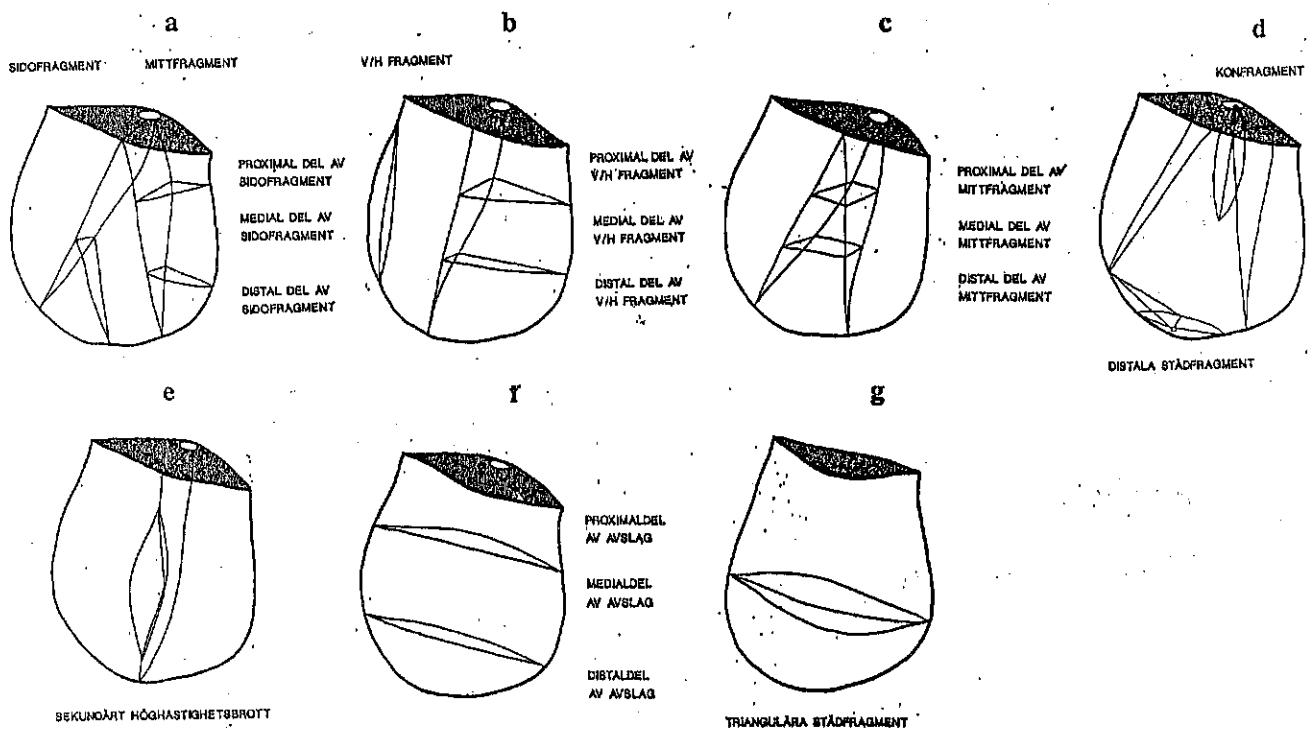 a
SIDOFRAGMENT
MITTFRAGMENT
PROXIMAL DEL AV
SIDOFRAGMENT
MEDIAL DEL AV
SIDOFRAGMENT
DISTAL DEL AV
SIDOFRAGMENT
b
V/H FRAGMENT
PROXIMAL DEL AV
V/H FRAGMENT
MEDIAL DEL AV
V/H FRAGMENT
DISTAL DEL AV
V/H FRAGMENT
c
PROXIMAL DEL AV
MITTFRAGMENT
MEDIAL DEL AV
MITTFRAGMENT
DISTAL DEL AV
MITTFRAGMENT
d
KONFRAGMENT
DISTALA STÄDFRAGMENT
e
SEKUNDÄRT HÖGHASTIGHETSBROTT
f
PROXIMALDEL
AV AVSLAG
MEDIALDEL
AV AVSLAG
DISTALDEL
AV AVSLAG
g
TRIANGULÄRA STÄDFRAGMENT